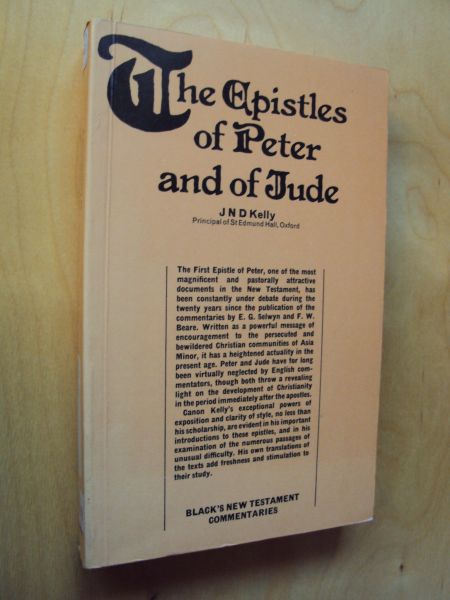 The Epistles
of Peter
and of Jude
J N D Kelly
Principal of St Edmund Hall, Oxford
The First Epistle of Peter, one of the most
magnificent and pastorally attractive
documents in the New Testament, has
been constantly under debate during the
twenty years since the publication of the
commentaries by E. G. Selwyn and F. W.
Beare. Written as a powerful message of
encouragement to the persecuted and
bewildered Christian communities of Asia
Minor, it has a heightened actuality in the
present age. Peter and Jude have for long
been virtually neglected by English com-
mentators, though both throw a revealing
light on the development of Christianity
in the period immediately after the apostles.
Canon Kelly's exceptional powers of
exposition and clarity of style, no less than
his scholarship, are evident in his important
introductions to these epistles, and in his
examination of the numerous passages of
unusual difficulty. His own translations of
the texts add freshness and stimulation to
their study.
BLACK'S NEW TESTAMENT
COMMENTARIES